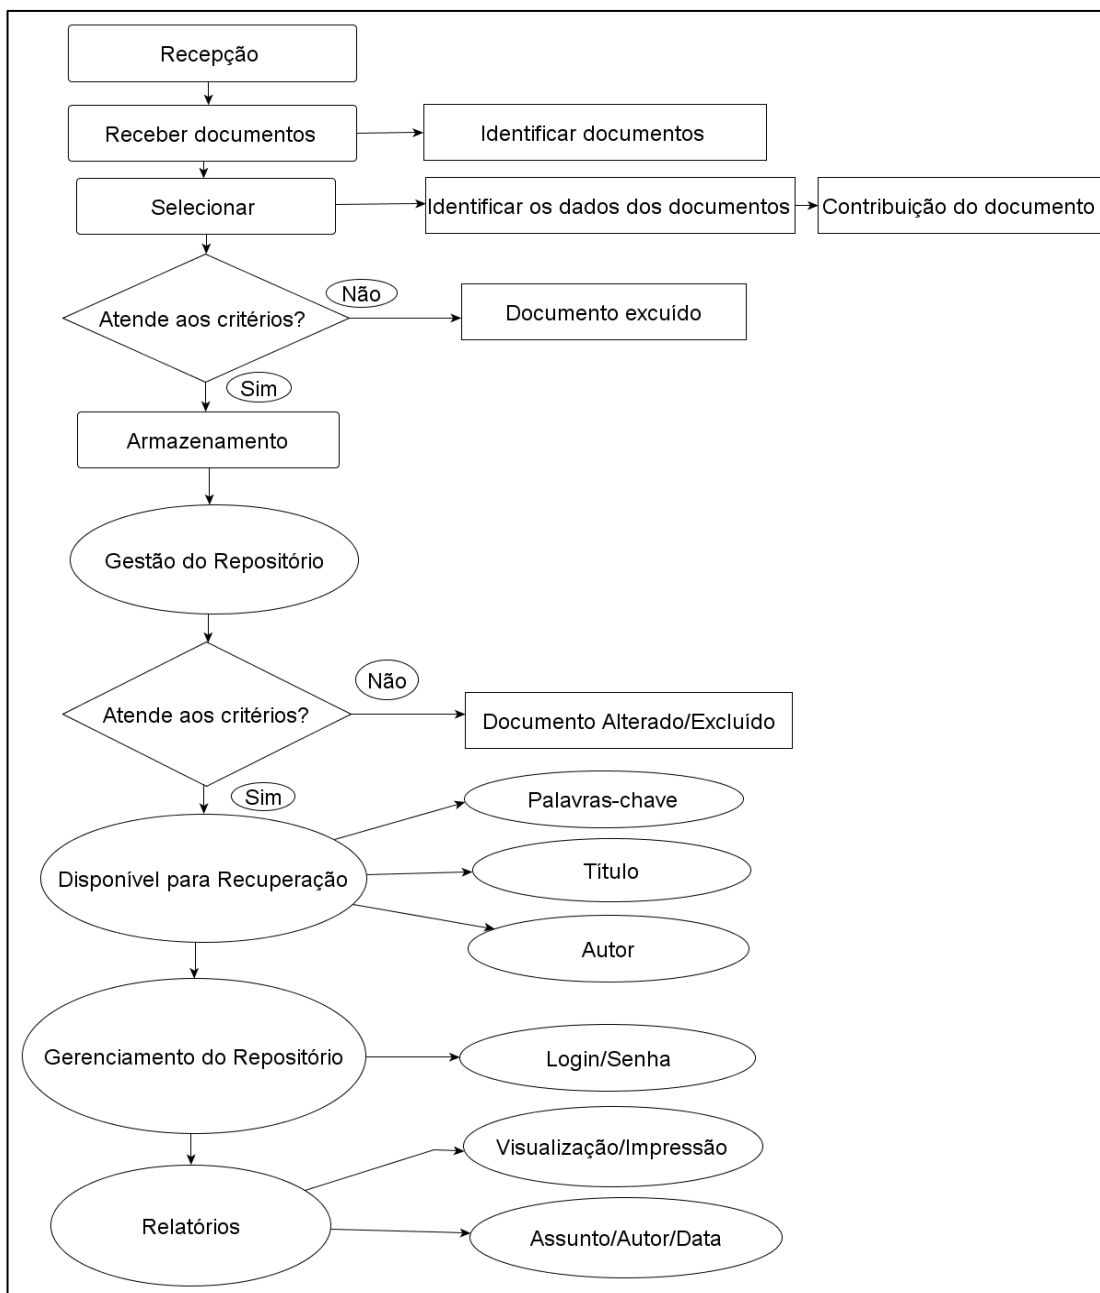 Recepção
Receber documentos
Identificar documentos
Selecionar
Identificar os dados dos documentos
Contribuição do documento
Não
Atende aos critérios?
Documento excuído
Sim
Armazenamento
Gestão do Repositório
Não
Atende aos critérios?
Documento Alterado/Excluído
Sim
Palavras-chave
Disponível para Recuperação
Título
Autor
Gerenciamento do Repositório
Login/Senha
Visualização/Impressão
Relatórios
Assunto/Autor/Data